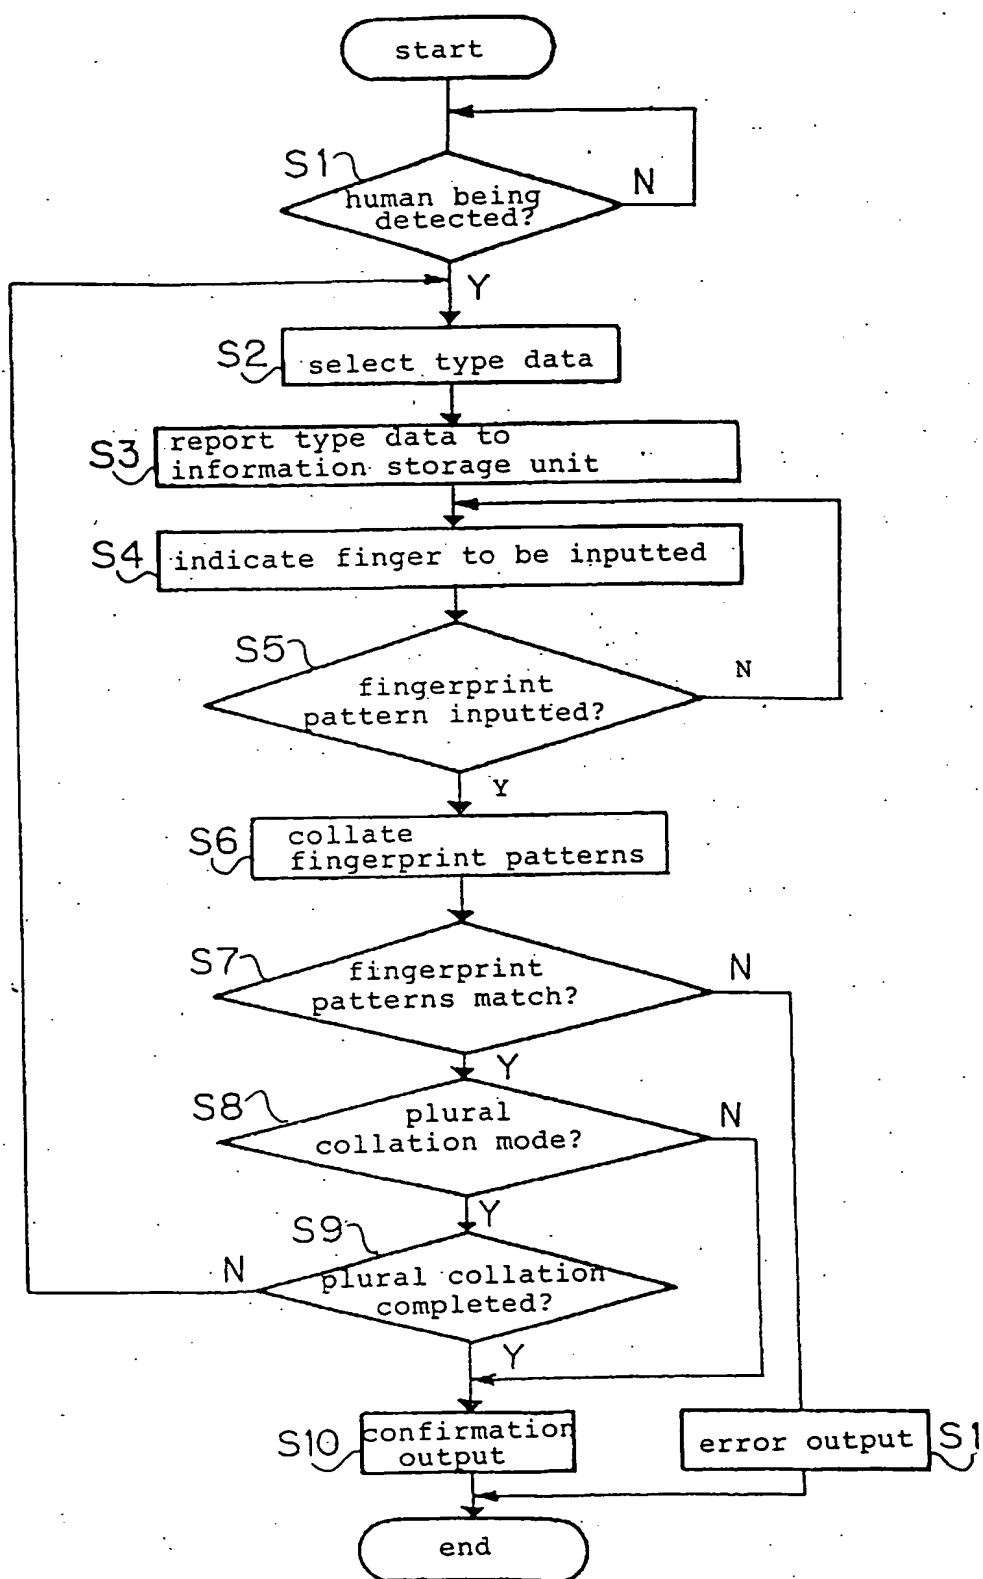 start
S1
human being
detected?
N
Y
S2
select type data
S3
report type data to
information storage unit
S4
indicate finger to be inputted
S5
fingerprint
pattern inputted?
N
Y
S6
collate
fingerprint patterns
S7
fingerprint
patterns match?
N
Y
S8
plural
collation mode?
N
Y
S9
plural collation
completed?
N
Y
S10
confirmation
output
error output
S1
end